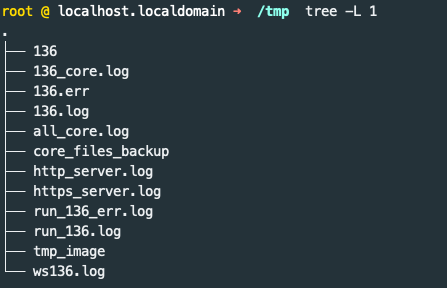 root @ localhost.localdomain ➜  /tmp  tree -L 1
.
├── 136
├── 136_core.log
├── 136.err
├── 136.log
├── all_core.log
├── core_files_backup
├── http_server.log
├── https_server.log
├── run_136_err.log
├── run_136.log
├── tmp_image
└── ws136.log